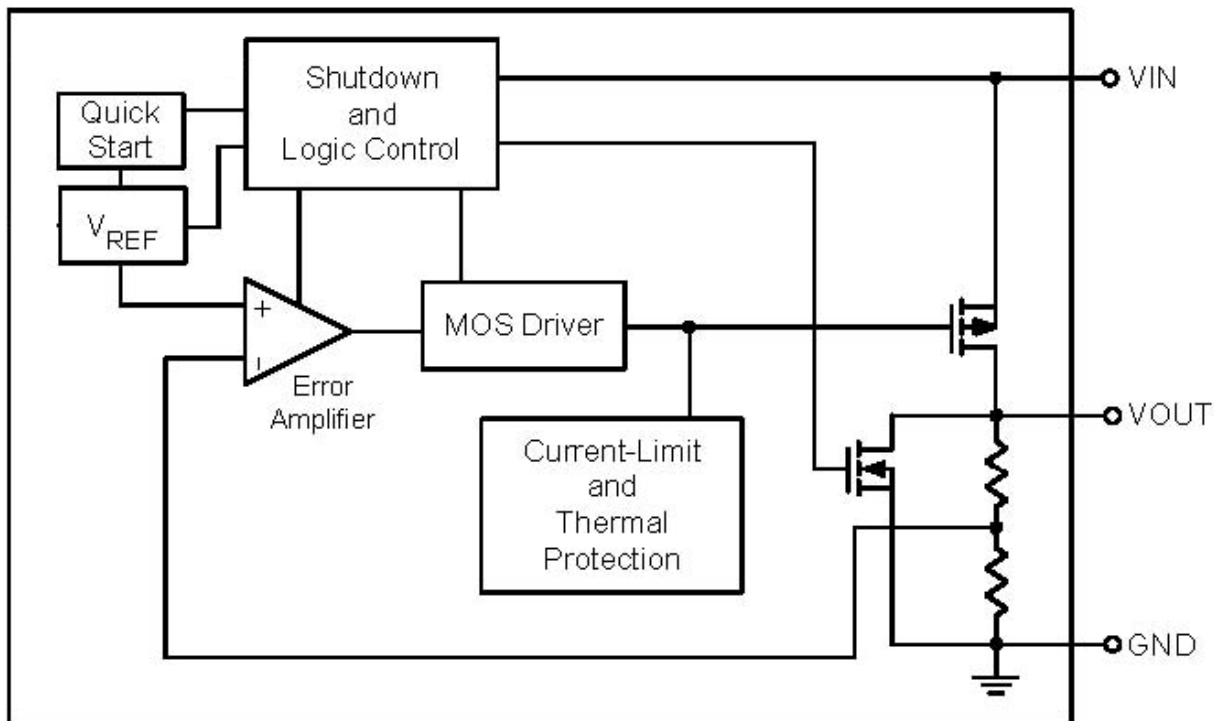 Shutdown
and
Logic Control
VIN
Quick
Start
VREF
+
-
MOS Driver
Error
Amplifier
VOUT
Current-Limit
and
Thermal
Protection
GND